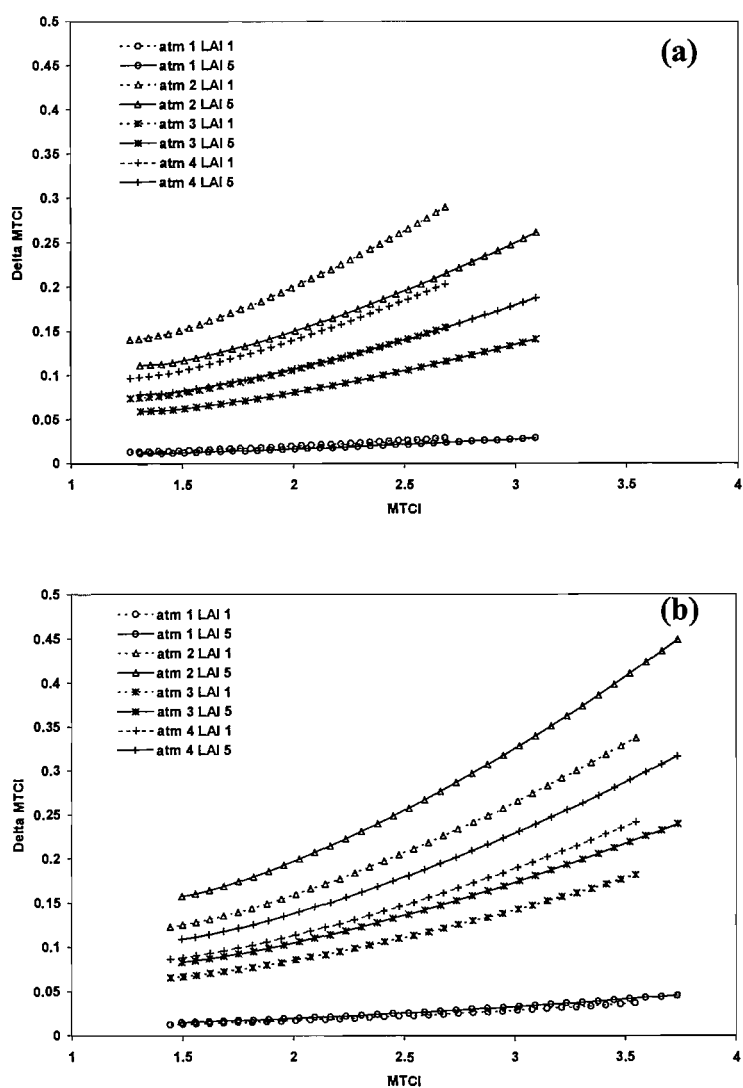 (a)
0.5
0.45
0.4
0.35
0.3
0.25
0.2
0.15
0.1
0.05
0
Delta MTCI
atm 1 LAI 1
atm 1 LAI 5
atm 2 LAI 1
atm 2 LAI 5
atm 3 LAI 1
atm 3 LAI 5
atm 4 LAI 1
atm 4 LAI 5
1 1.5 2 2.5 3 3.5 4
MTCI
(b)
0.5
0.45
0.4
0.35
0.3
0.25
0.2
0.15
0.1
0.05
0
Delta MTCI
atm 1 LAI 1
atm 1 LAI 5
atm 2 LAI 1
atm 2 LAI 5
atm 3 LAI 1
atm 3 LAI 5
atm 4 LAI 1
atm 4 LAI 5
1 1.5 2 2.5 3 3.5 4
MTCI